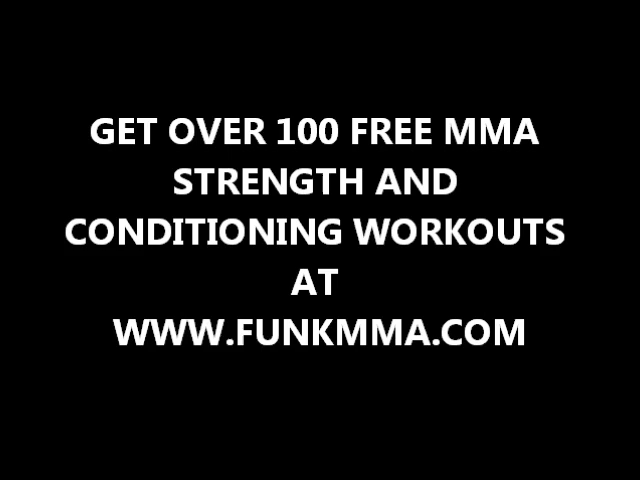 GET OVER 100 FREE MMA
STRENGTH AND
CONDITIONING WORKOUTS
AT
WWW.FUNKMMA.COM